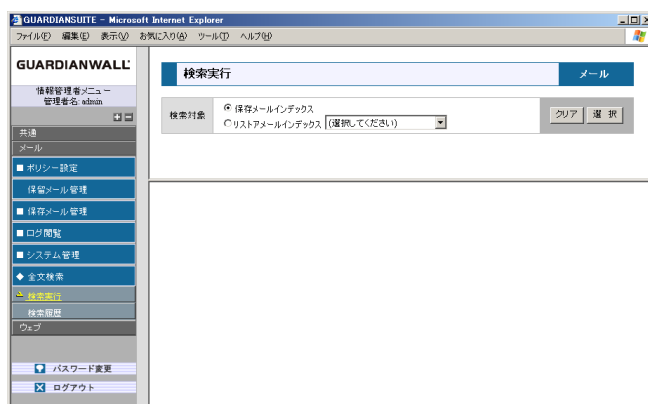 GUARDIANSUITE - Microsoft Internet Explorer
ファイル(F) 編集(E) 表示(V) お気に入り(A) ツール(T) ヘルプ(H)
GUARDIANWALL
情報管理者メニュー
管理者名: admin
共通
メール
■ ポリシー設定
保留メール管理
■ 保存メール管理
■ ログ閲覧
■ システム管理
◆ 全文検索
検索実行
検索履歴
ウェブ
パスワード変更
ログアウト
検索実行 メール
検索対象
保存メールインデックス
リストアメールインデックス (選択してください)
クリア 選 択